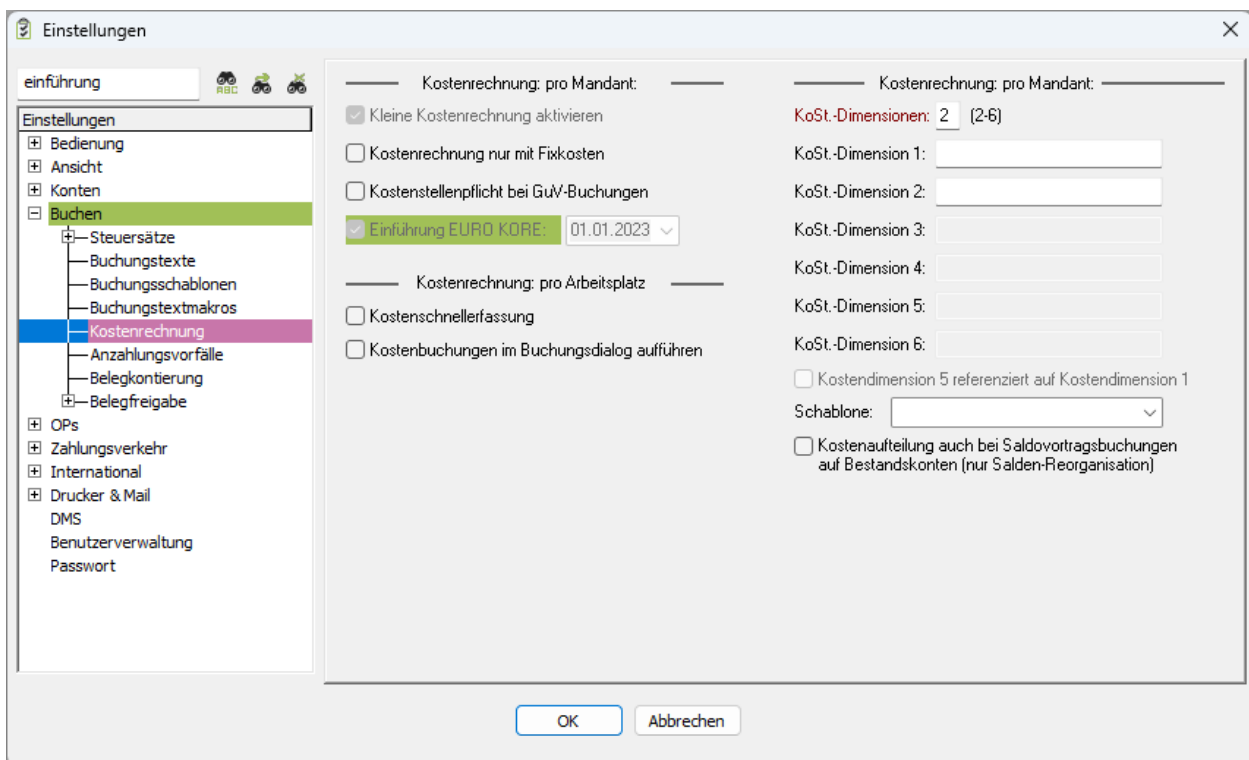 Einstellungen
einführung
ABC
Einstellungen
Bedienung
Ansicht
Konten
Buchen
Steuersätze
Buchungstexte
Buchungsschablonen
Buchungstextmakros
Kostenrechnung
Anzahlungsvorfälle
Belegkontierung
Belegfreigabe
OPs
Zahlungsverkehr
International
Drucker & Mail
DMS
Benutzerverwaltung
Passwort
Kostenrechnung: pro Mandant:
Kleine Kostenrechnung aktivieren
Kostenrechnung nur mit Fixkosten
Kostenstellenpflicht bei GuV-Buchungen
Einführung EURO KORE: 01.01.2023
Kostenrechnung: pro Arbeitsplatz
Kostenschnellerfassung
Kostenbuchungen im Buchungsdialog aufführen
Kostenrechnung: pro Mandant:
KoSt.-Dimensionen: 2 (2-6)
KoSt.-Dimension 1:
KoSt.-Dimension 2:
KoSt.-Dimension 3:
KoSt.-Dimension 4:
KoSt.-Dimension 5:
KoSt.-Dimension 6:
Kostendimension 5 referenziert auf Kostendimension 1
Schablone:
Kostenaufteilung auch bei Saldovortragsbuchungen
auf Bestandskonten (nur Salden-Reorganisation)
OK Abbrechen